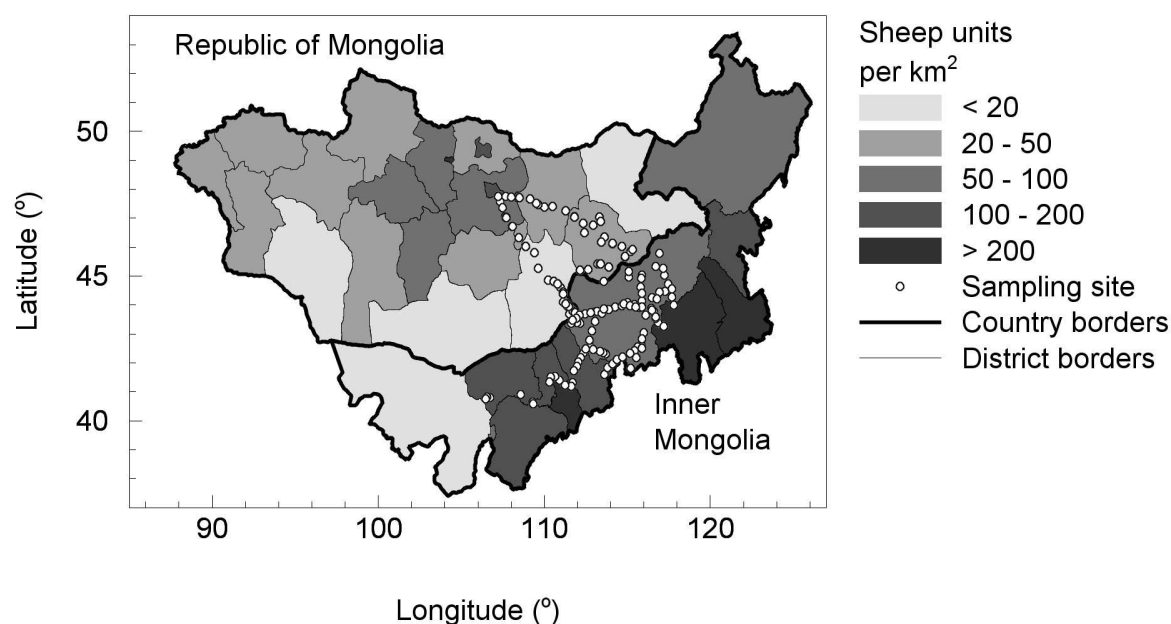 Republic of Mongolia
Sheep units
per km²
< 20
20 - 50
50 - 100
100 - 200
> 200
Sampling site
Country borders
District borders
Inner
Mongolia
Latitude (º)
50
45
40
90
100
110
120
Longitude (º)